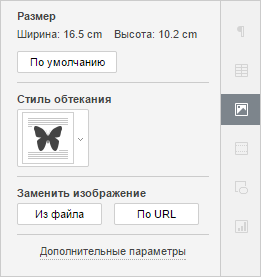 Размер
Ширина: 16.5 cm Высота: 10.2 cm
По умолчанию
Стиль обтекания
Заменить изображение
Из файла По URL
Дополнительные параметры